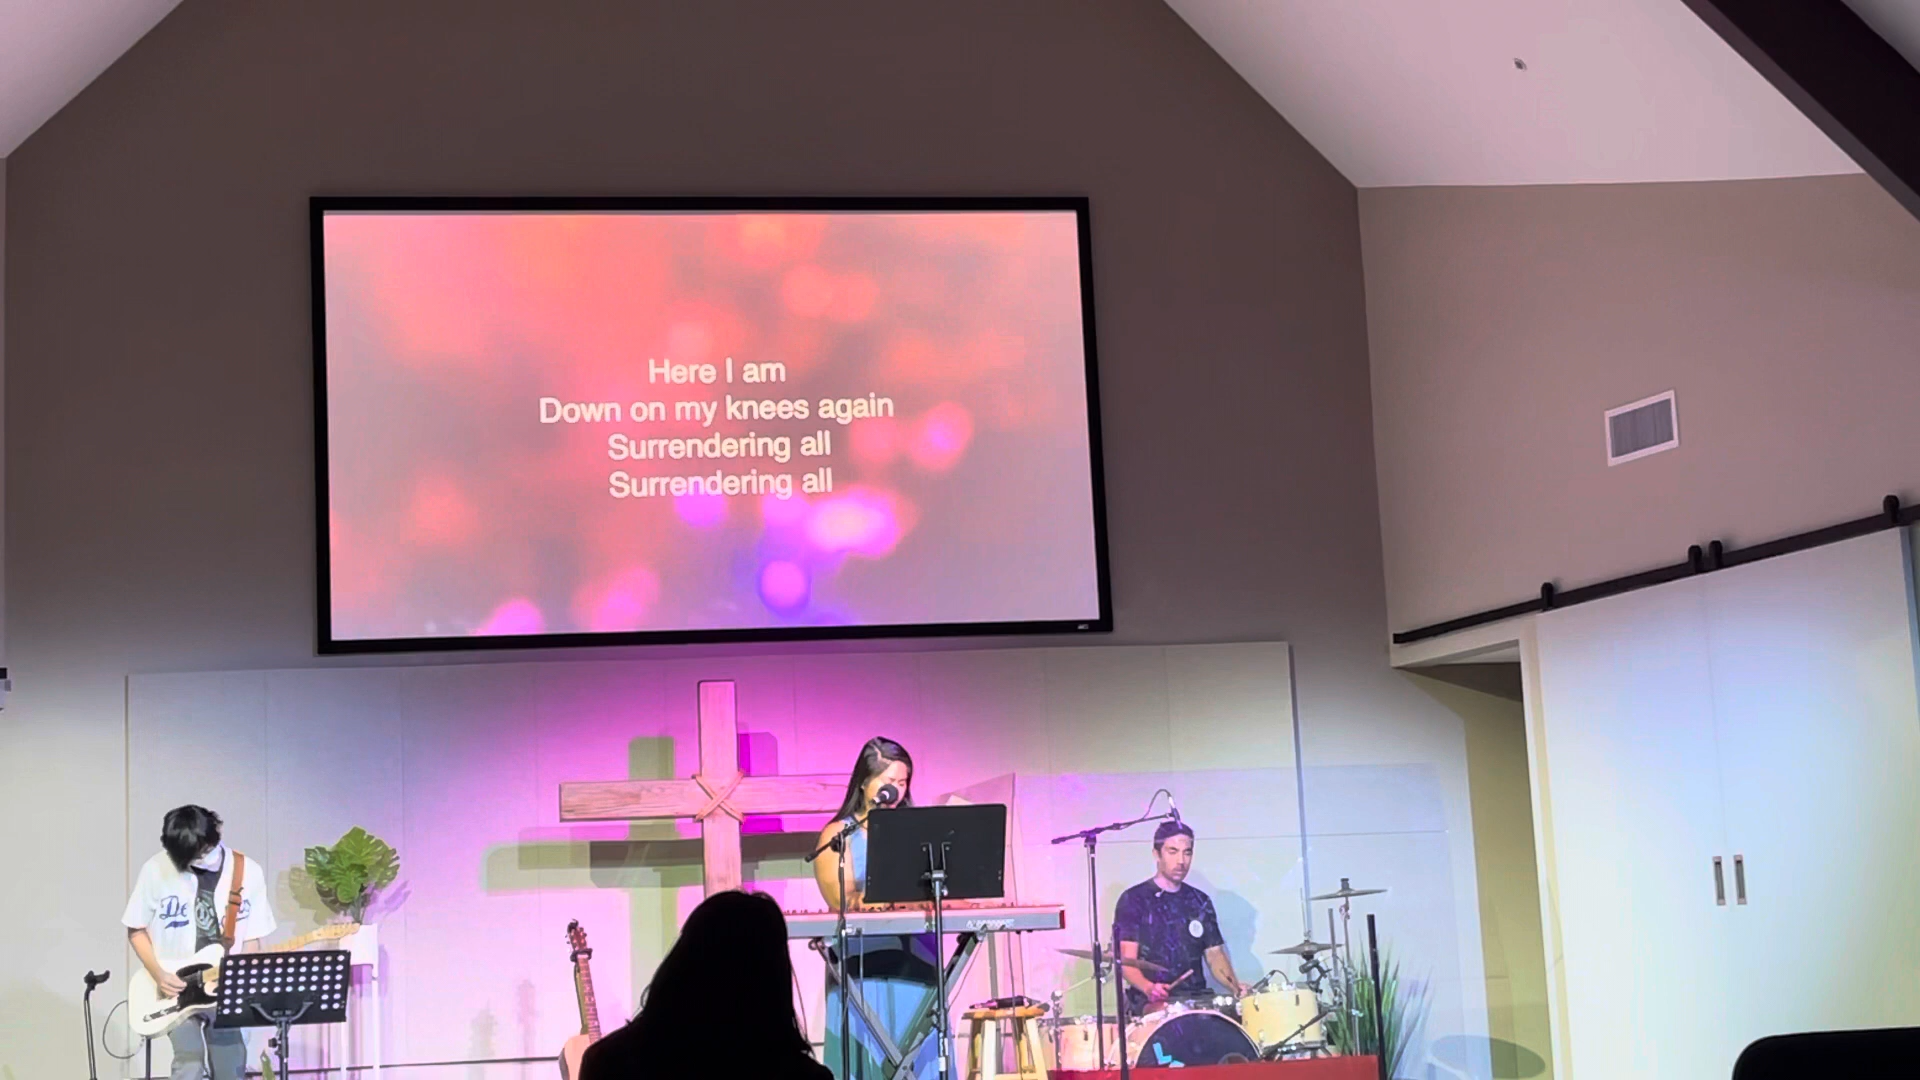 Here I am
Down on my knees again
Surrendering all
Surrendering all